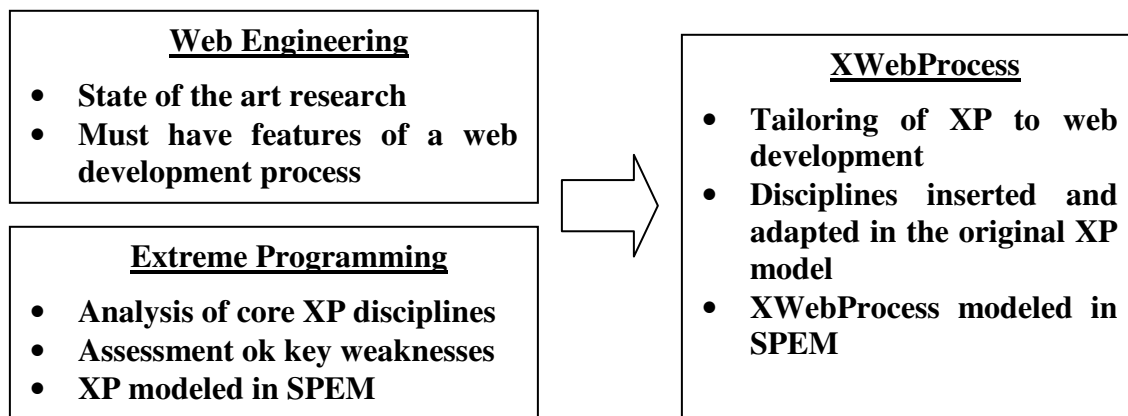 Web Engineering
• State of the art research
• Must have features of a web
development process
Extreme Programming
• Analysis of core XP disciplines
• Assessment ok key weaknesses
• XP modeled in SPEM
XWebProcess
• Tailoring of XP to web
development
• Disciplines inserted and
adapted in the original XP
model
• XWebProcess modeled in
SPEM